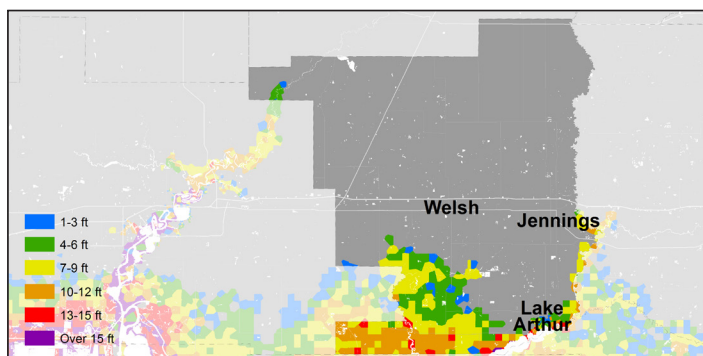 Welsh
Jennings
Lake
Arthur
1-3 ft
4-6 ft
7-9 ft
10-12 ft
13-15 ft
Over 15 ft